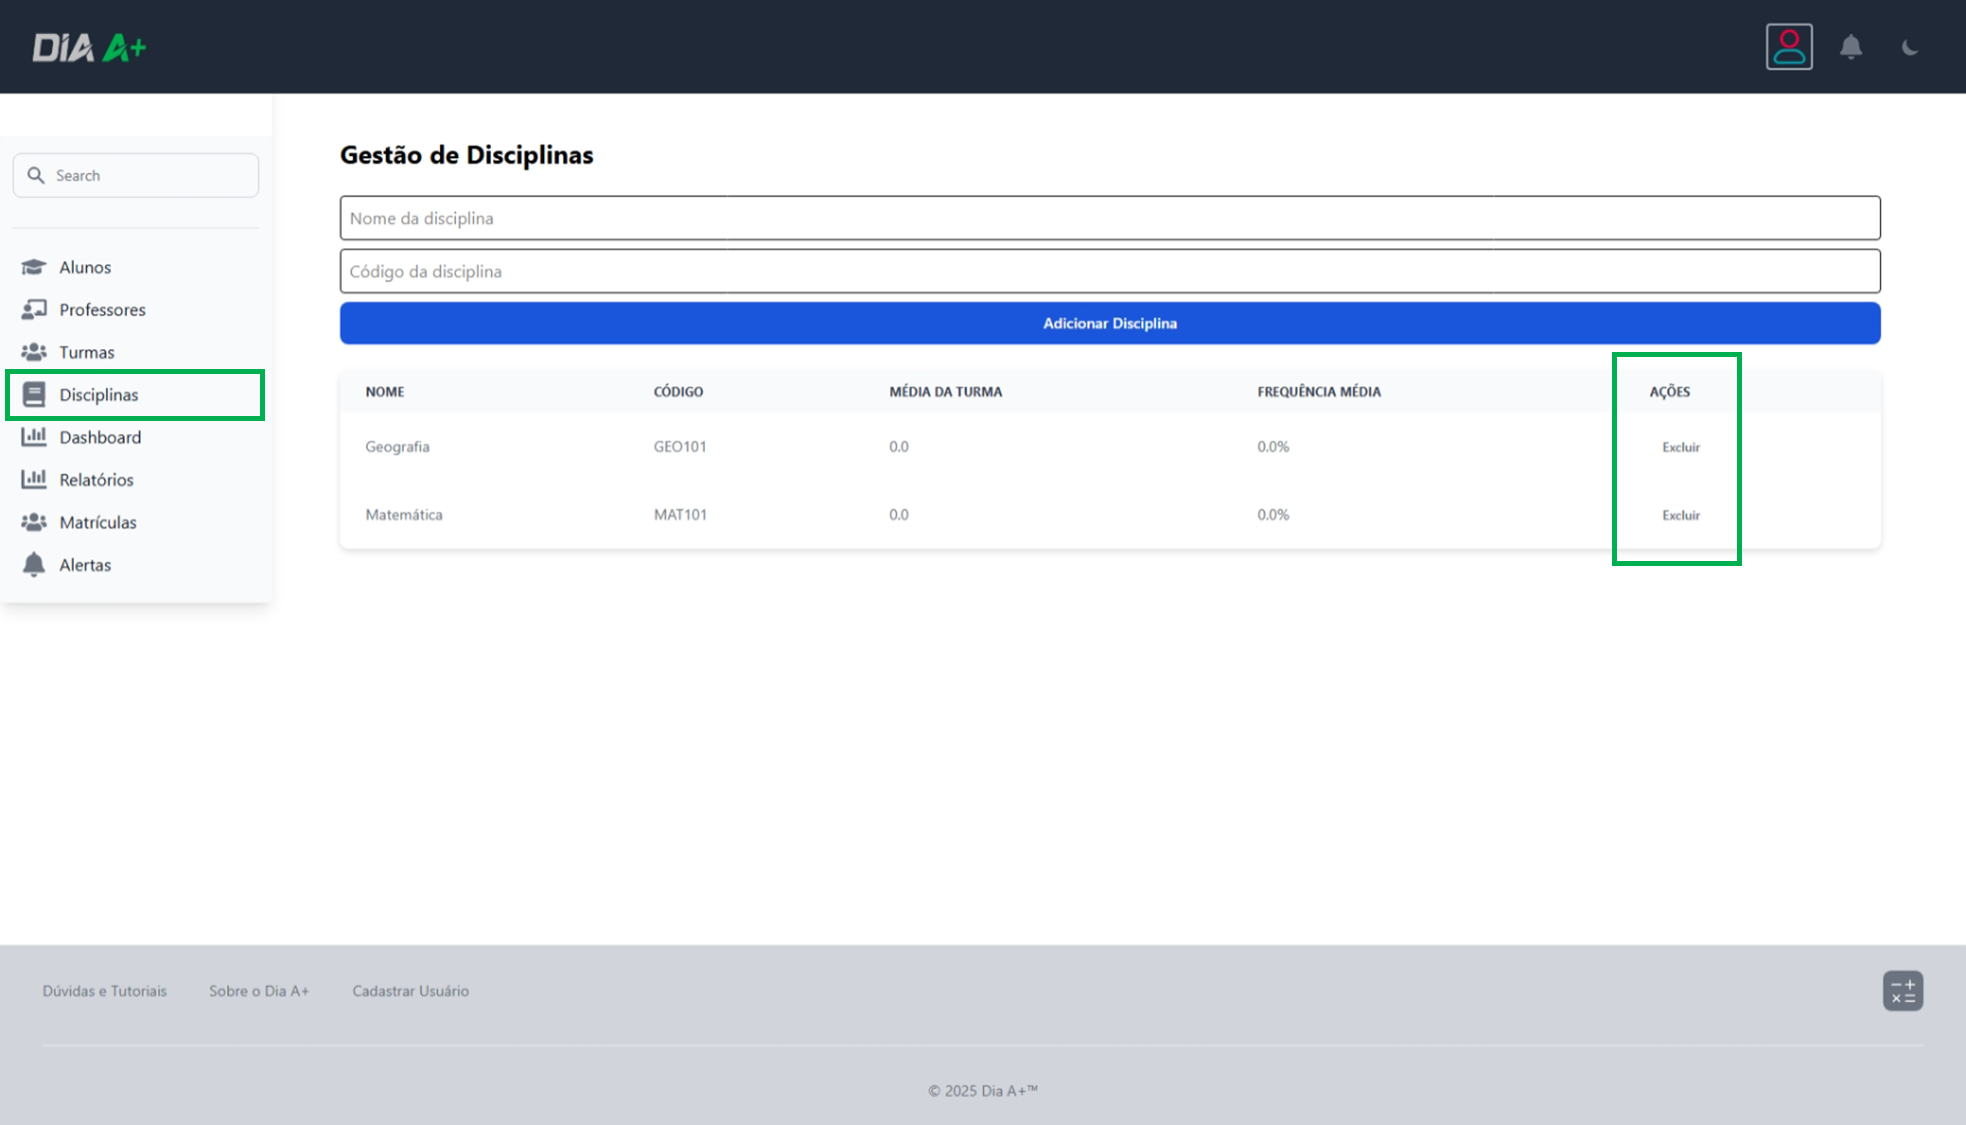 DIA A+
Search
Alunos
Professores
Turmas
Disciplinas
Dashboard
Relatórios
Matrículas
Alertas
Gestão de Disciplinas
Nome da disciplina
Código da disciplina
Adicionar Disciplina
NOME CÓDIGO MÉDIA DA TURMA FREQUÊNCIA MÉDIA AÇÕES
Geografia GEO101 0.0 0.0% Excluir
Matemática MAT101 0.0 0.0% Excluir
Dúvidas e Tutoriais Sobre o Dia A+ Cadastrar Usuário
© 2025 Dia A+™